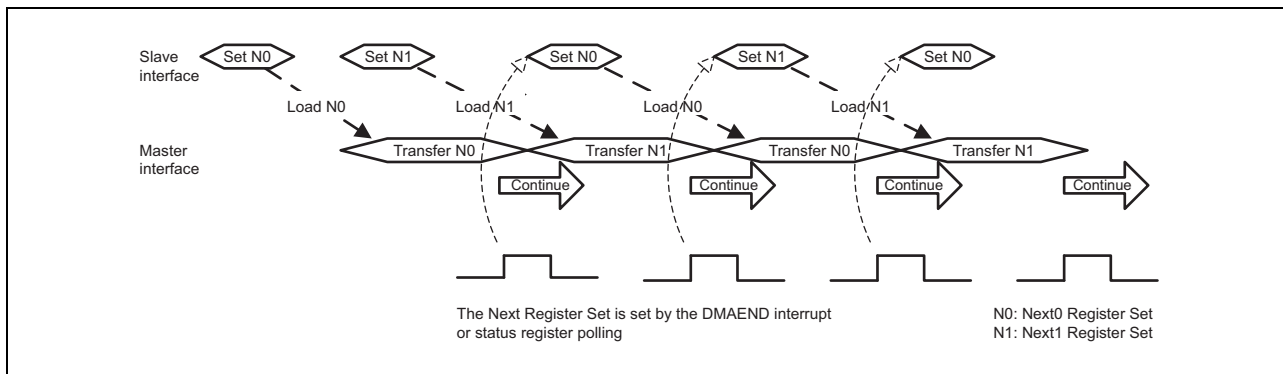 Slave
interface
Set N0
Set N1
Set N0
Set N1
Set N0
Load N0
Load N1
Load N0
Load N1
Master
interface
Transfer N0
Transfer N1
Transfer N0
Transfer N1
Continue
Continue
Continue
Continue
The Next Register Set is set by the DMAEND interrupt
or status register polling
N0: Next0 Register Set
N1: Next1 Register Set